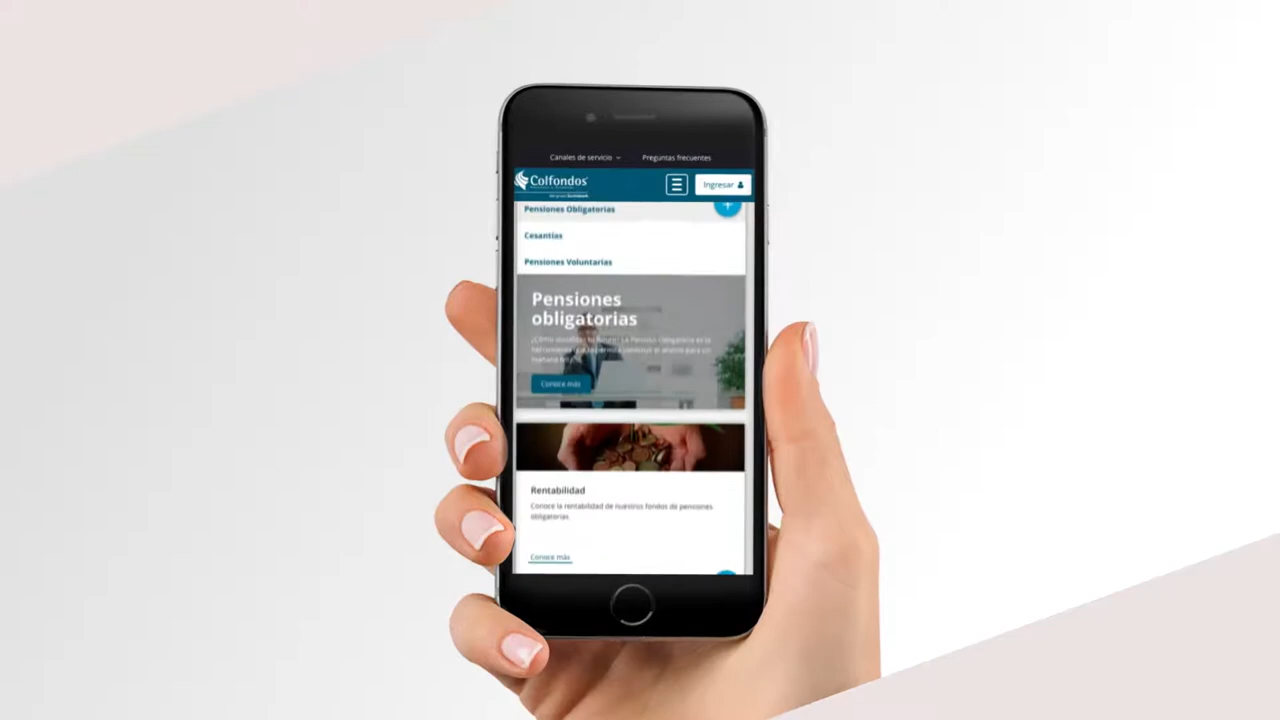 Canales de servicio
Preguntas frecuentes
Colfondos
Ingresar
Pensiones Obligatorias
+
Cesantías
Pensiones Voluntarias
Pensiones
obligatorias
Conoce más
Rentabilidad
Conoce la rentabilidad de nuestros fondos de pensiones
obligatorias.
Conoce más